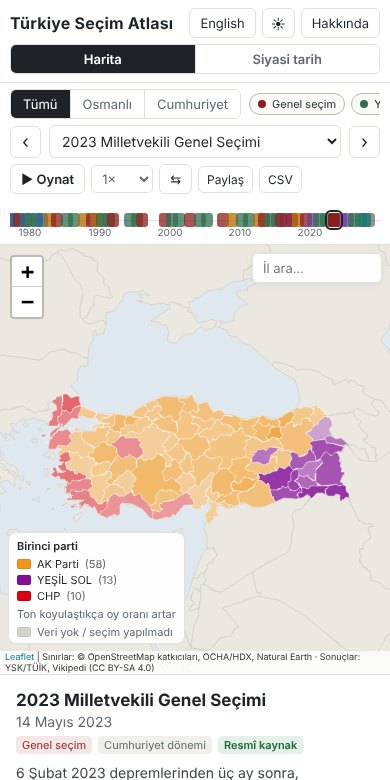 Türkiye Seçim Atlası
English
☀
Hakkında
Harita
Siyasi tarih
Tümü
Osmanlı
Cumhuriyet
Genel seçim
‹
2023 Milletvekili Genel Seçimi
›
▶ Oynat
1×
⇆
Paylaş
CSV
1980 1990 2000 2010 2020
+
−
İl ara...
Birinci parti
AK Parti (58)
YEŞİL SOL (13)
CHP (10)
Ton koyulaştıkça oy oranı artar
Veri yok / seçim yapılmadı
Leaflet | Sınırlar: © OpenStreetMap katkıcıları, OCHA/HDX, Natural Earth · Sonuçlar:
YSK/TÜİK, Vikipedi (CC BY-SA 4.0)
2023 Milletvekili Genel Seçimi
14 Mayıs 2023
Genel seçim
Cumhuriyet dönemi
Resmî kaynak
6 Şubat 2023 depremlerinden üç ay sonra,